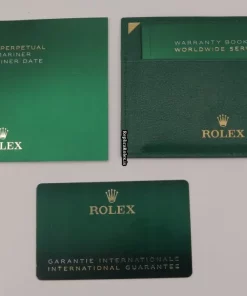 PERPETUAL
MARINER
INER DATE
ROLEX
WARRANTY BOOK
WORLDWIDE SERV
ROLEX
ROLEX
GARANTIE INTERNATIONALE
INTERNATIONAL GUARANTEE